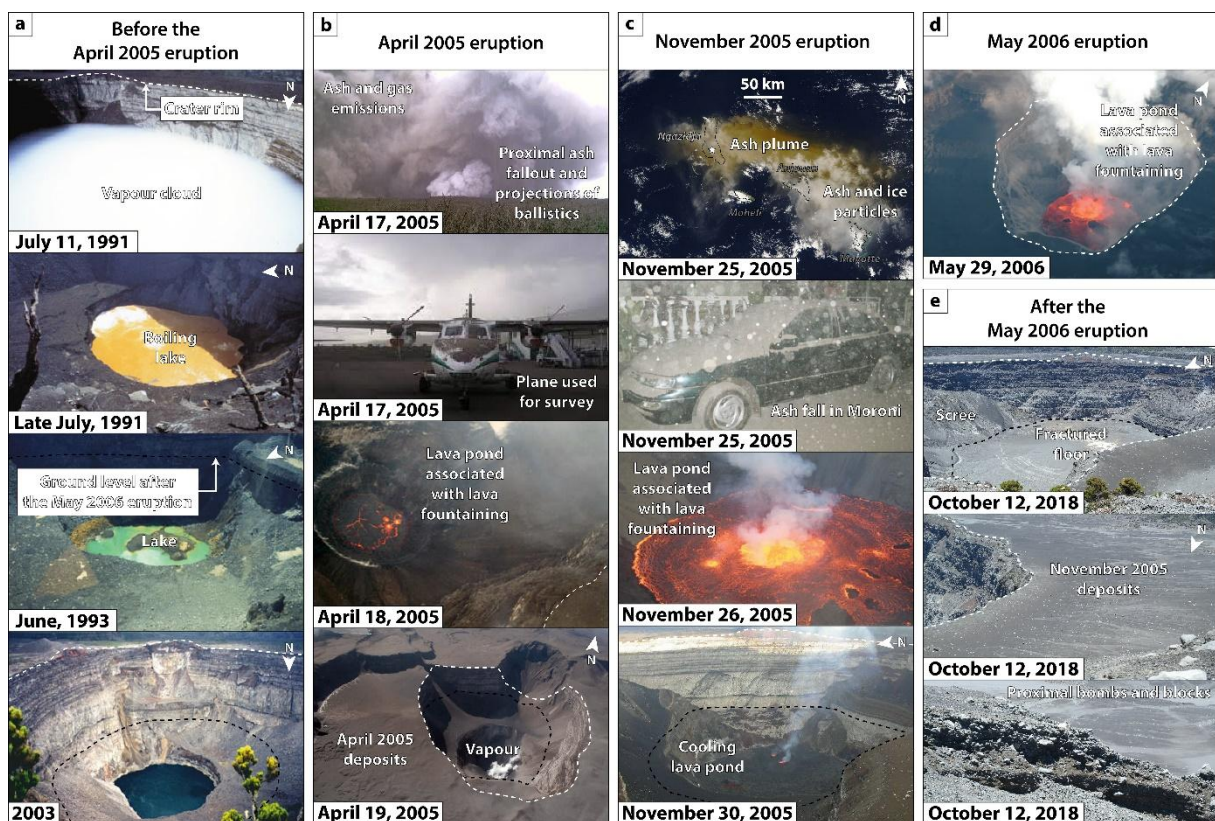 a
Before the
April 2005 eruption
N
Crater rim
Vapour cloud
July 11, 1991
N
Boiling
lake
Late July, 1991
N
Ground level after
the May 2006 eruption
Lake
June, 1993
N
2003
b
April 2005 eruption
Ash and gas
emissions
Proximal ash
fallout and
projections of
ballistics
April 17, 2005
Plane used
for survey
April 17, 2005
Lava pond
associated
with lava
fountaining
April 18, 2005
N
April 2005
deposits
Vapour
April 19, 2005
c
November 2005 eruption
50 km
N
Ngazidja
Ash plume
Anjouan
Ash and ice
particles
Moheli
Mayotte
November 25, 2005
Ash fall in Moroni
November 25, 2005
Lava pond
associated
with lava
fountaining
November 26, 2005
N
Cooling
lava pond
November 30, 2005
d
May 2006 eruption
N
Lava pond
associated
with lava
fountaining
May 29, 2006
e
After the
May 2006 eruption
N
Scree
Fractured
floor
October 12, 2018
N
November 2005
deposits
October 12, 2018
Proximal bombs and blocks
October 12, 2018